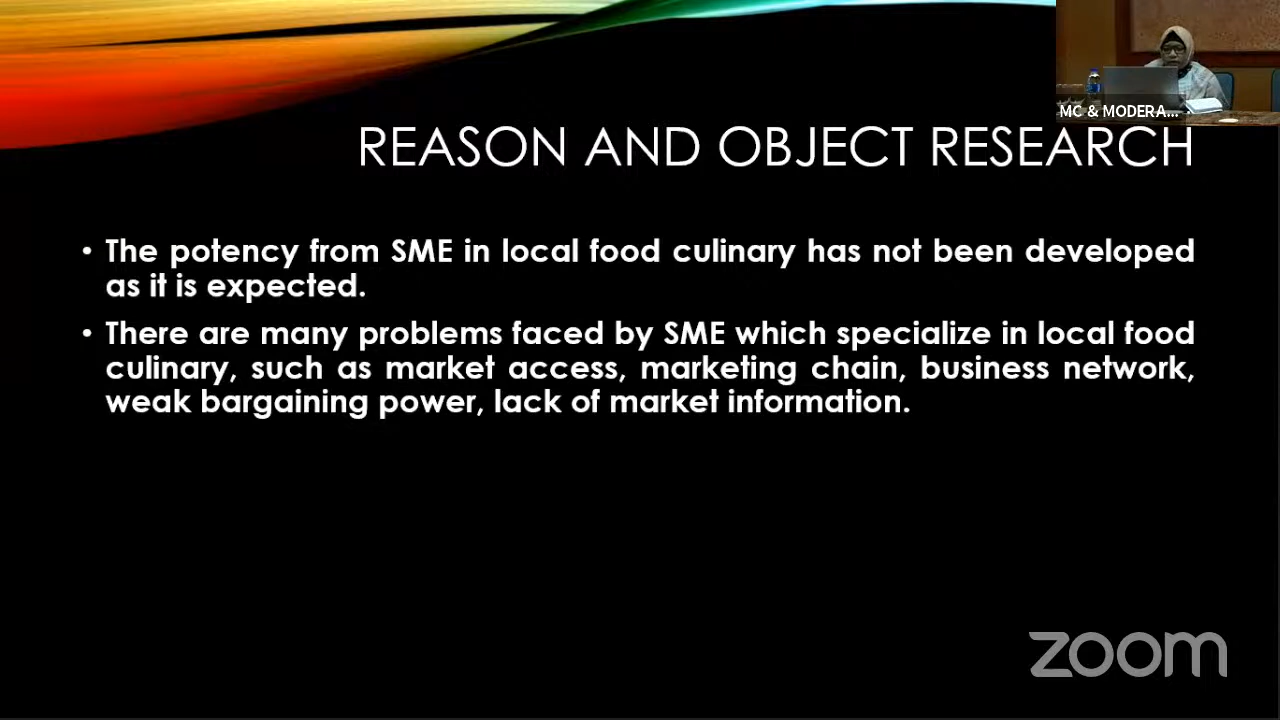 MC & MODERA...
REASON AND OBJECT RESEARCH
• The potency from SME in local food culinary has not been developed
as it is expected.
• There are many problems faced by SME which specialize in local food
culinary, such as market access, marketing chain, business network,
weak bargaining power, lack of market information.
zoom